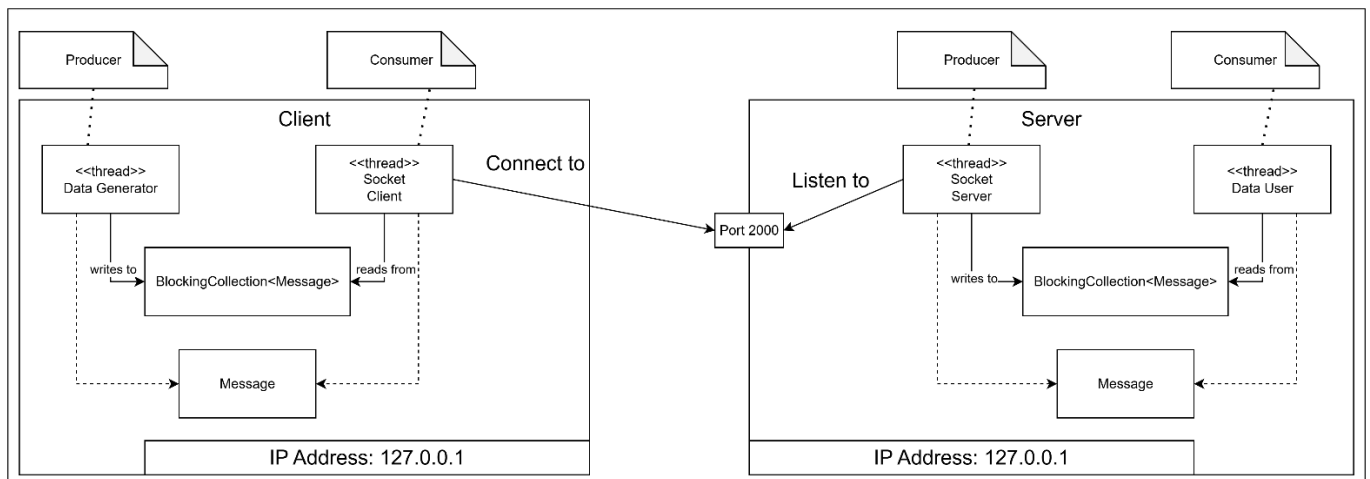 Producer
Consumer
Producer
Consumer
Client
Server
<<thread>>
Data Generator
<<thread>>
Socket
Client
Connect to
Listen to
<<thread>>
Socket
Server
<<thread>>
Data User
Port 2000
writes to
BlockingCollection<Message>
reads from
writes to
BlockingCollection<Message>
reads from
Message
Message
IP Address: 127.0.0.1
IP Address: 127.0.0.1